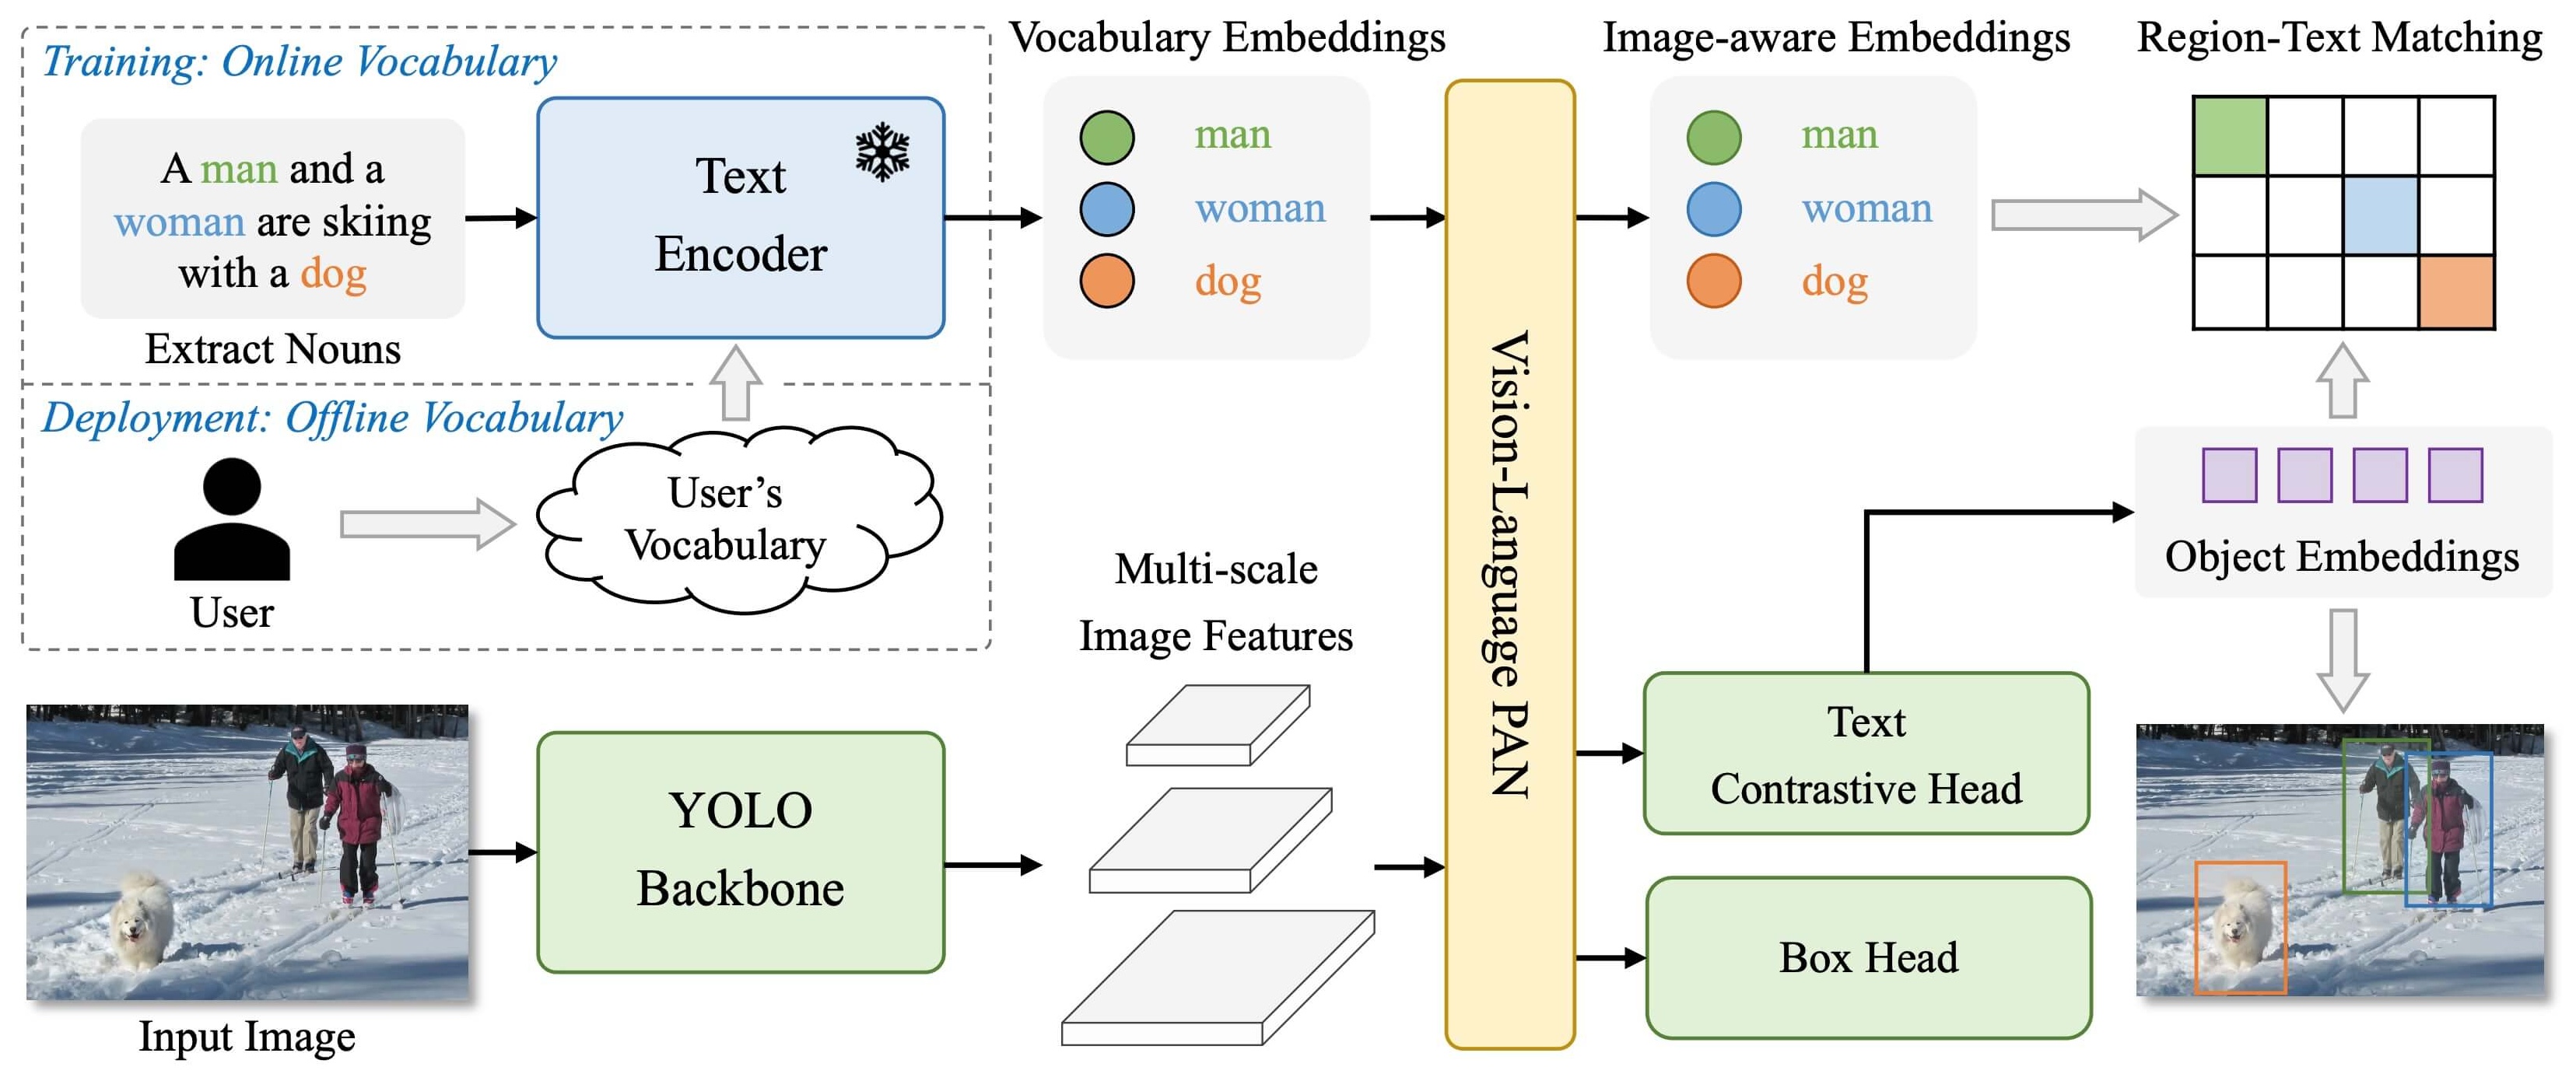 Training: Online Vocabulary
A man and a
woman are skiing
with a dog
Extract Nouns
Text
Encoder
Deployment: Offline Vocabulary
User
User’s
Vocabulary
Vocabulary Embeddings
man
woman
dog
Multi-scale
Image Features
Input Image
YOLO
Backbone
Vision-Language PAN
Image-aware Embeddings
man
woman
dog
Region-Text Matching
Object Embeddings
Text
Contrastive Head
Box Head